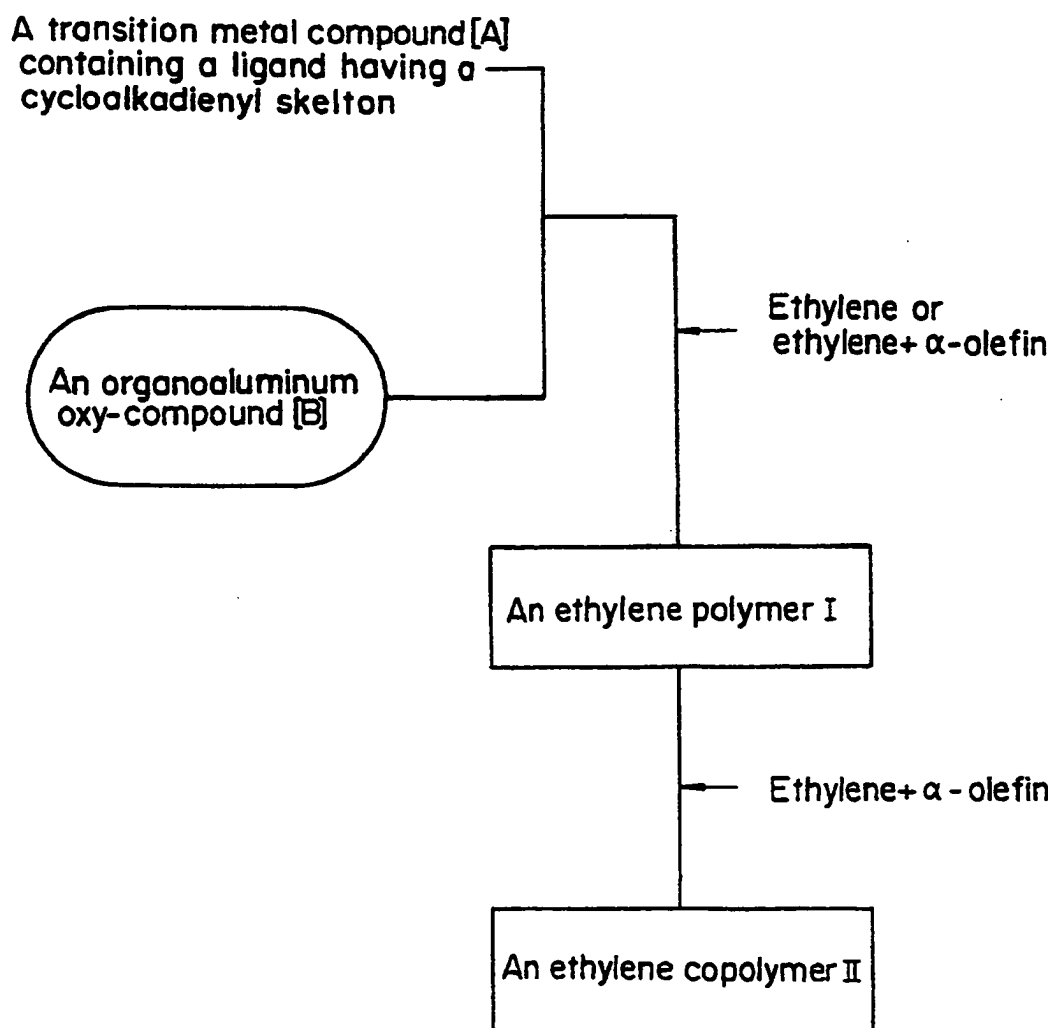 A transition metal compound [A]
containing a ligand having a
cycloalkadienyl skelton
Ethylene or
ethylene+ α-olefin
An organoaluminum
oxy-compound [B]
An ethylene polymer I
Ethylene+ α-olefin
An ethylene copolymer II